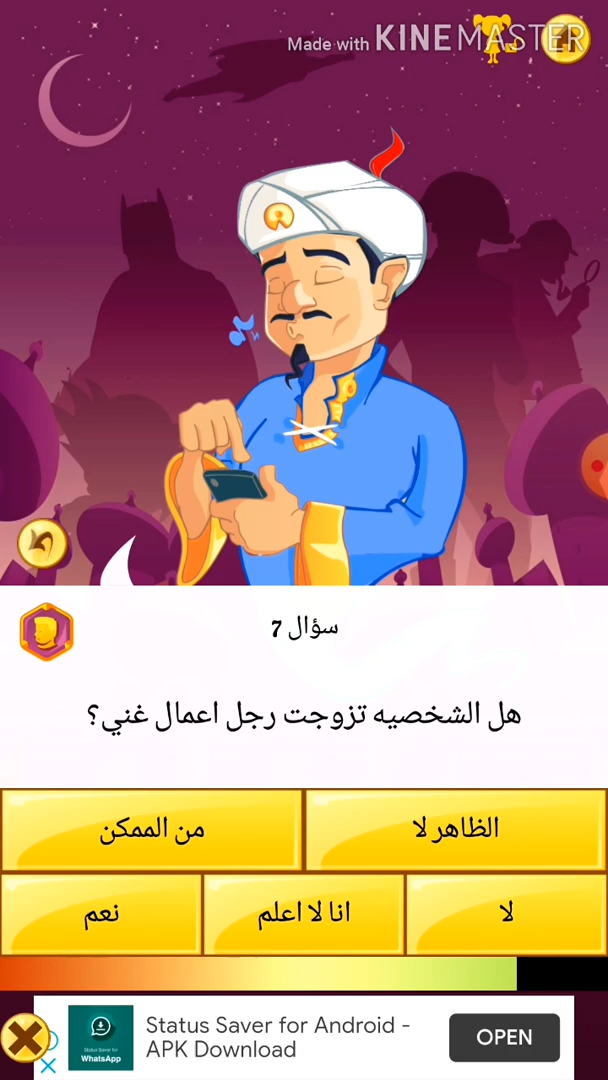 Made with KINEMASTER
سؤال 7
هل الشخصيه تزوجت رجل اعمال غني؟
الظاهر لا
من الممكن
لا
انا لا اعلم
نعم
Status Saver for Android -
APK Download
OPEN
Status Saver for
WhatsApp